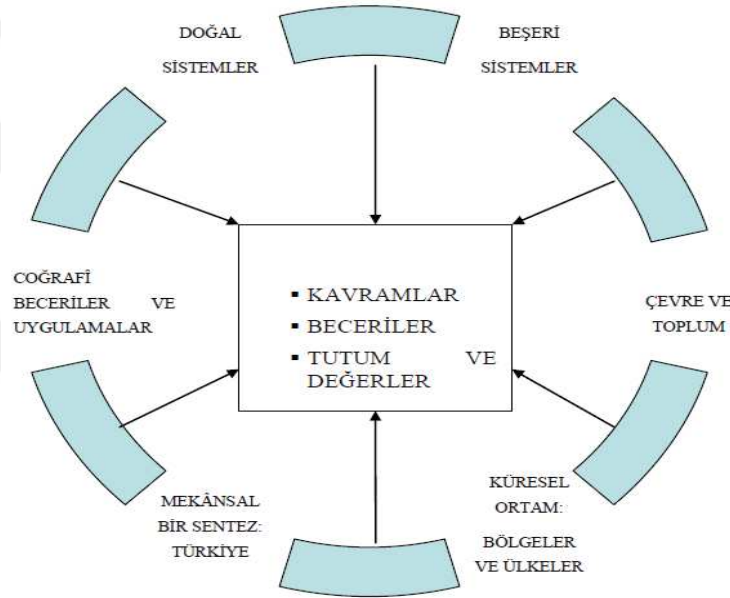 DOĞAL
SİSTEMLER
BEŞERİ
SİSTEMLER
COĞRAFÎ
BECERİLER VE
UYGULAMALAR
▪ KAVRAMLAR
▪ BECERİLER
▪ TUTUM VE
DEĞERLER
ÇEVRE VE
TOPLUM
MEKÂNSAL
BİR SENTEZ:
TÜRKİYE
KÜRESEL
ORTAM:
BÖLGELER
VE ÜLKELER